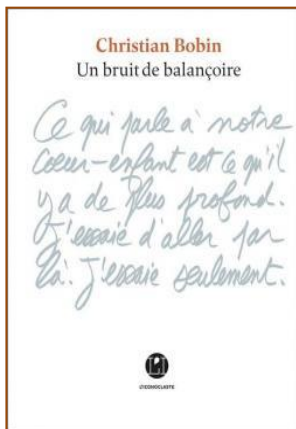 Christian Bobin
Un bruit de balançoire
Ce qui parle à notre
cœur-enfant est ce qu'il
y a de plus profond.
J'essaie d'aller par
là. J'essaie seulement.
L'ICONOCLASTE